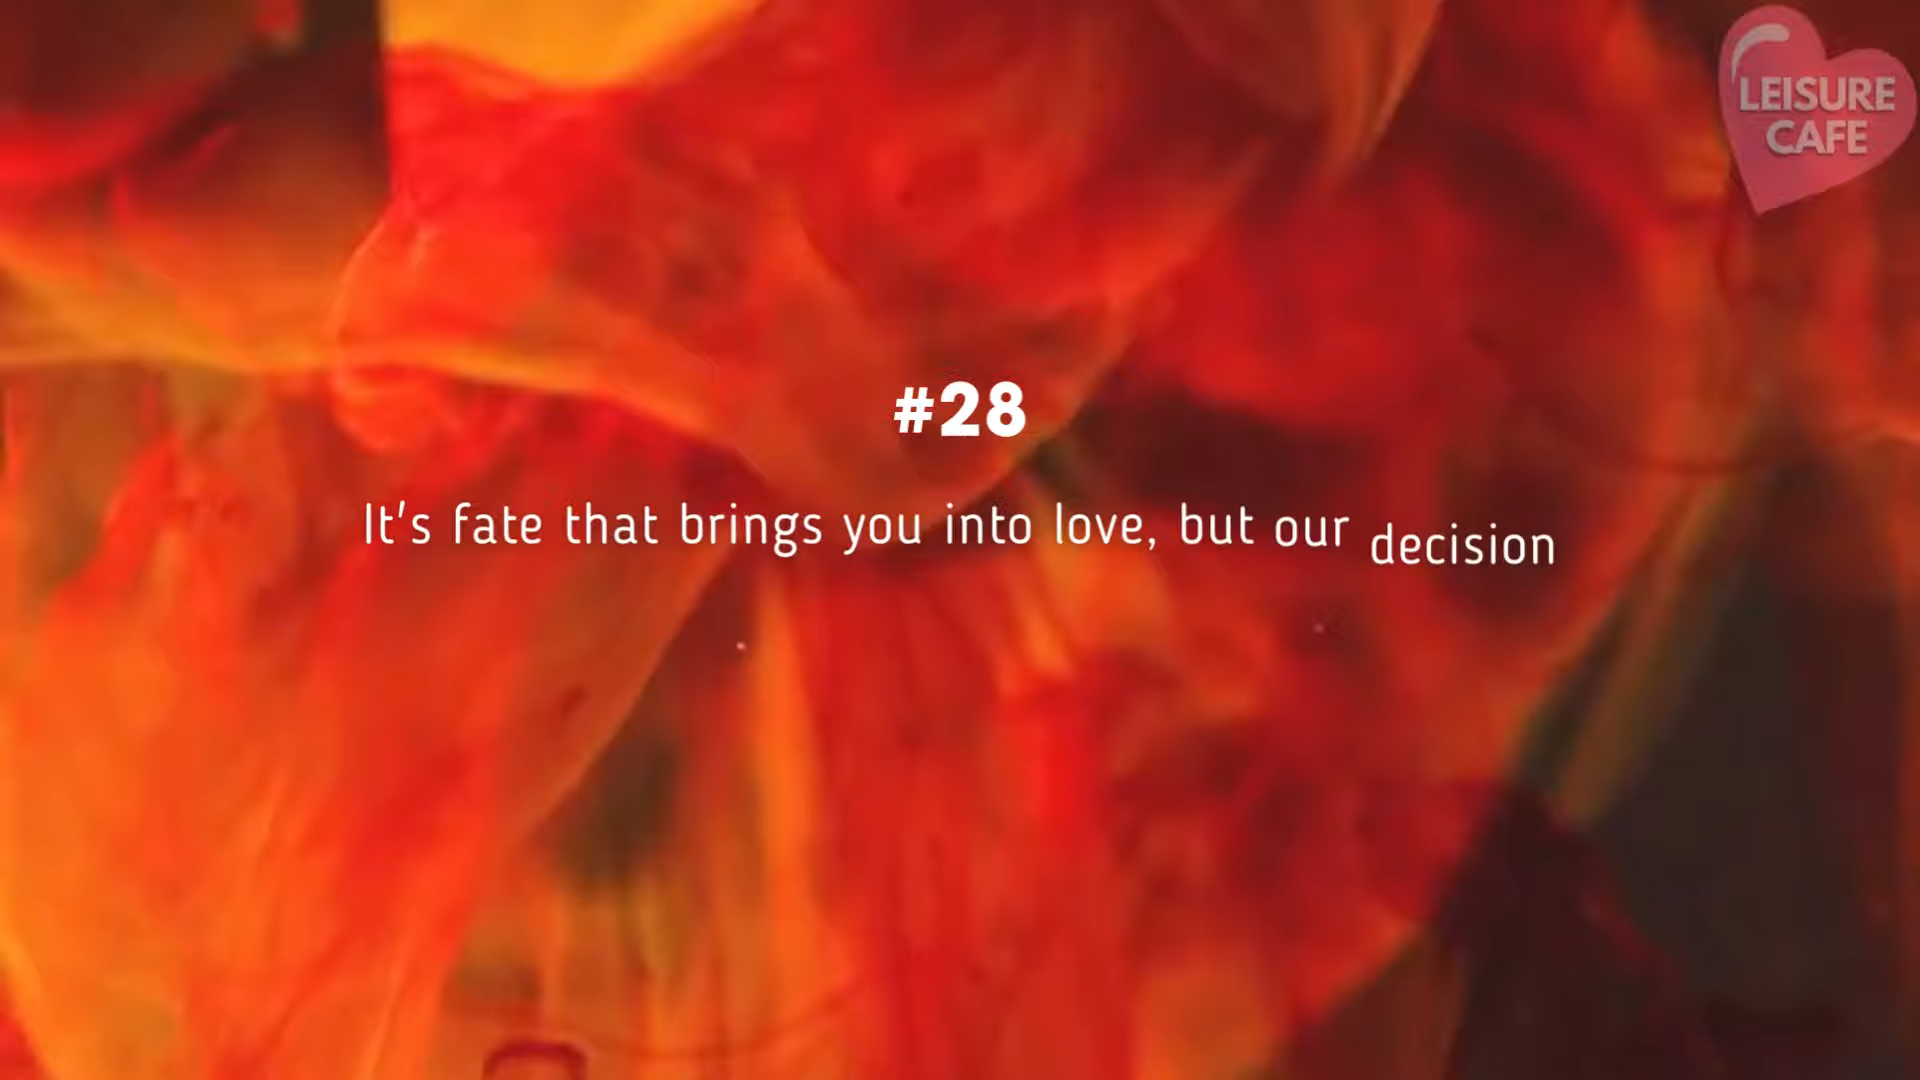 LEISURE
CAFE
#28
It's fate that brings you into love, but our decision